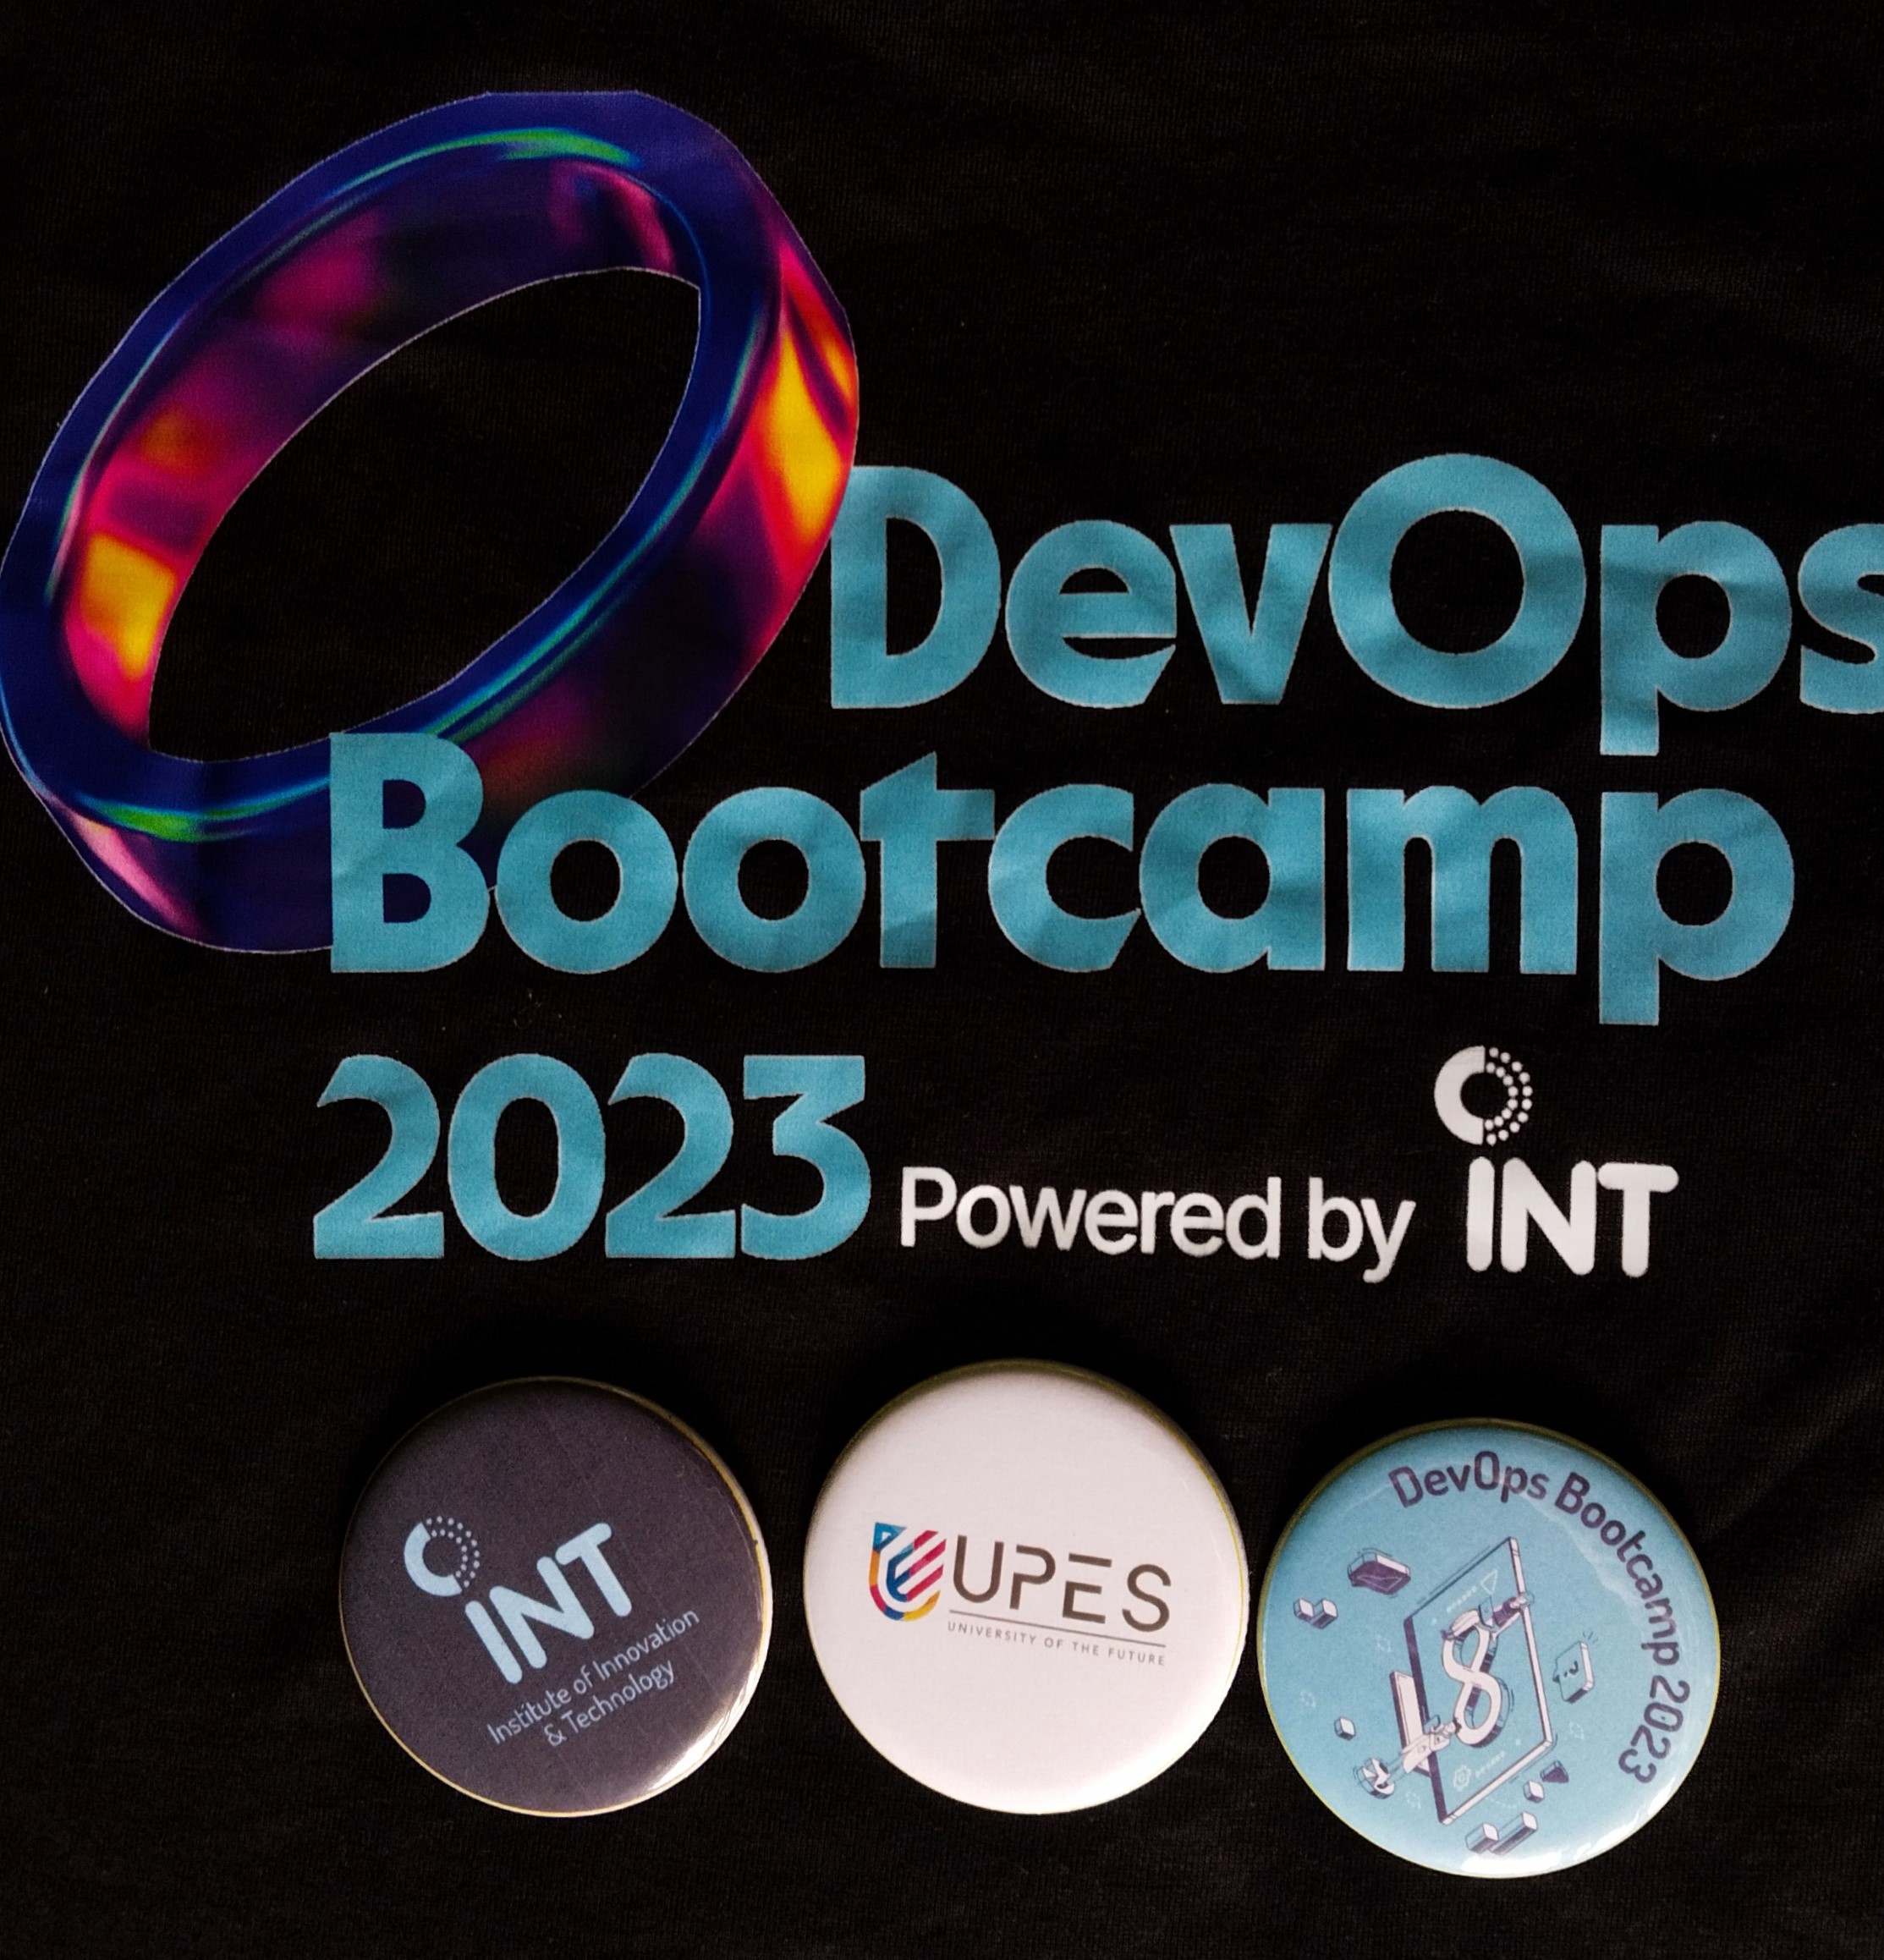 DevOps
Bootcamp
2023 Powered by INT
INT
Institute of Innovation
& Technology
UPES
UNIVERSITY OF THE FUTURE
DevOps Bootcamp 2023